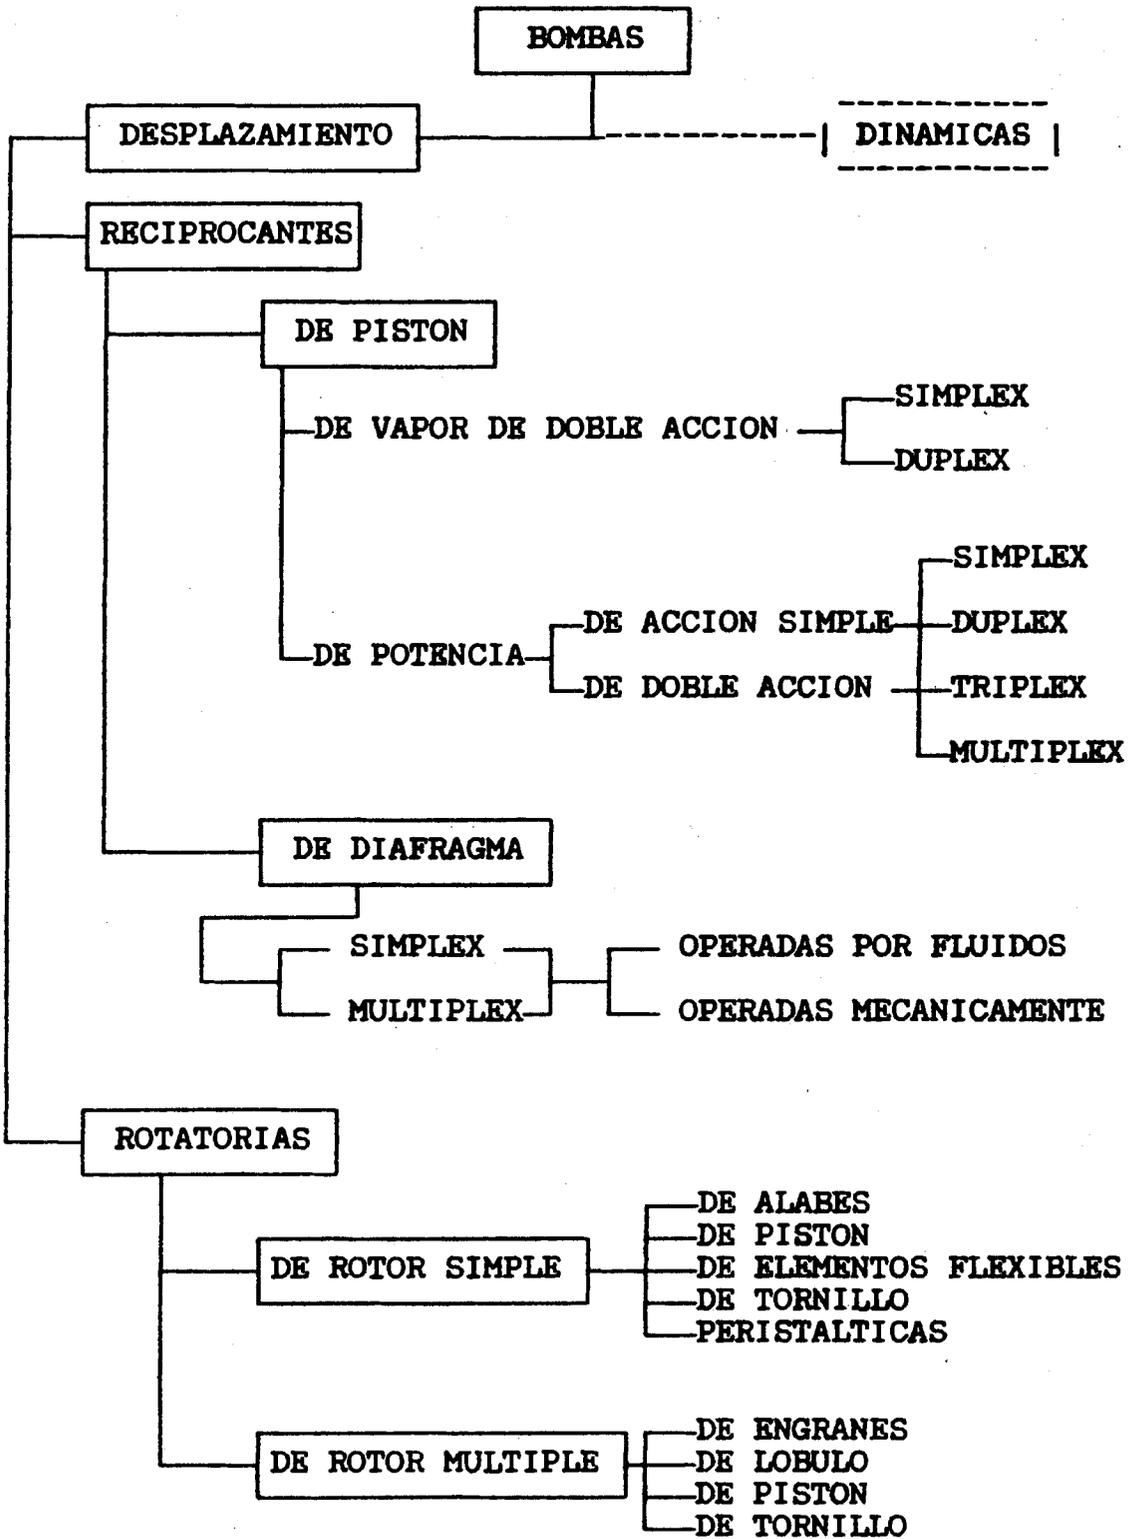 BOMBAS
DESPLAZAMIENTO
DINAMICAS
RECIPROCANTES
DE PISTON
DE VAPOR DE DOBLE ACCION
SIMPLEX
DUPLEX
DE POTENCIA
DE ACCION SIMPLE
DE DOBLE ACCION
SIMPLEX
DUPLEX
TRIPLEX
MULTIPLEX
DE DIAFRAGMA
SIMPLEX
MULTIPLEX
OPERADAS POR FLUIDOS
OPERADAS MECANICAMENTE
ROTATORIAS
DE ROTOR SIMPLE
DE ALABES
DE PISTON
DE ELEMENTOS FLEXIBLES
DE TORNILLO
PERISTALTICAS
DE ROTOR MULTIPLE
DE ENGRANES
DE LOBULO
DE PISTON
DE TORNILLO